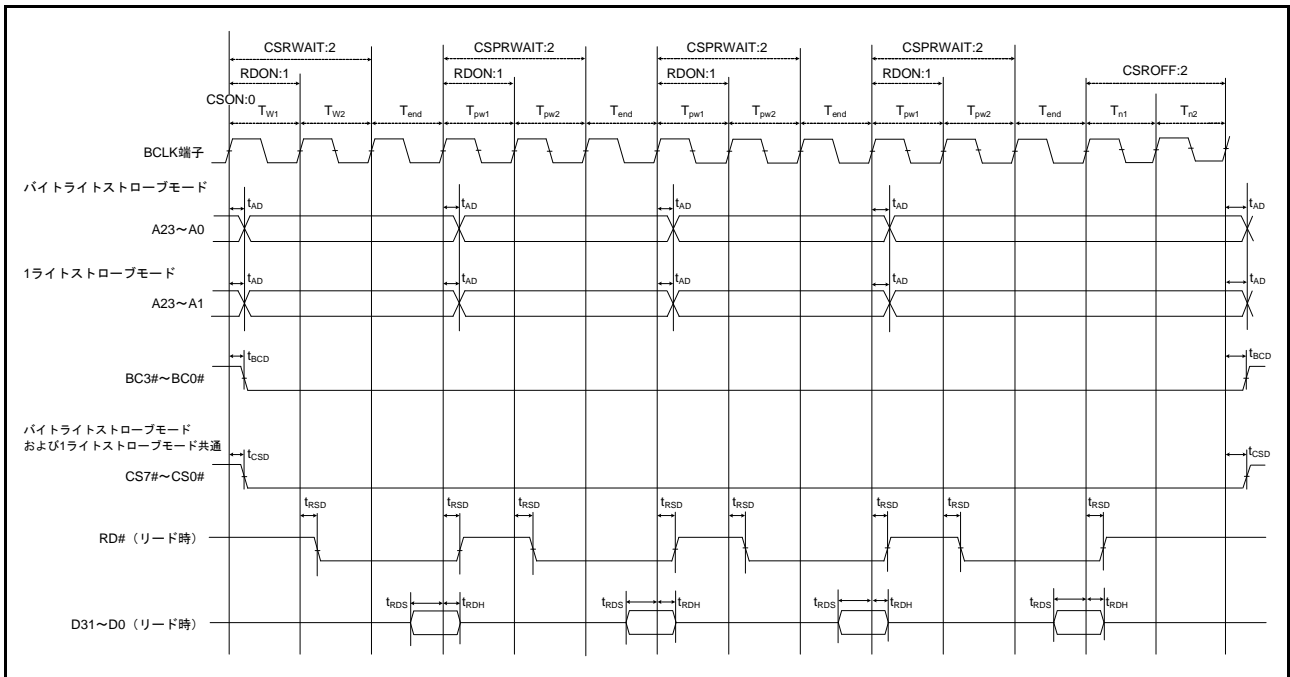 CSRWAIT:2 CSPRWAIT:2 CSPRWAIT:2 CSPRWAIT:2
RDON:1 RDON:1 RDON:1 RDON:1 CSROFF:2
CSON:0
TW1 TW2 Tend Tpw1 Tpw2 Tend Tpw1 Tpw2 Tend Tpw1 Tpw2 Tend Tn1 Tn2
BCLK端子
バイトライトストローブモード
tAD tAD tAD tAD tAD
A23～A0
1ライトストローブモード
tAD tAD tAD tAD tAD
A23～A1
tBCD tBCD
BC3#～BC0#
バイトライトストローブモード
および1ライトストローブモード共通
tCSD tCSD
CS7#～CS0#
tRSD tRSD tRSD tRSD tRSD tRSD tRSD tRSD
RD#（リード時）
tRDS tRDH tRDS tRDH tRDS tRDH tRDS tRDH
D31～D0（リード時）